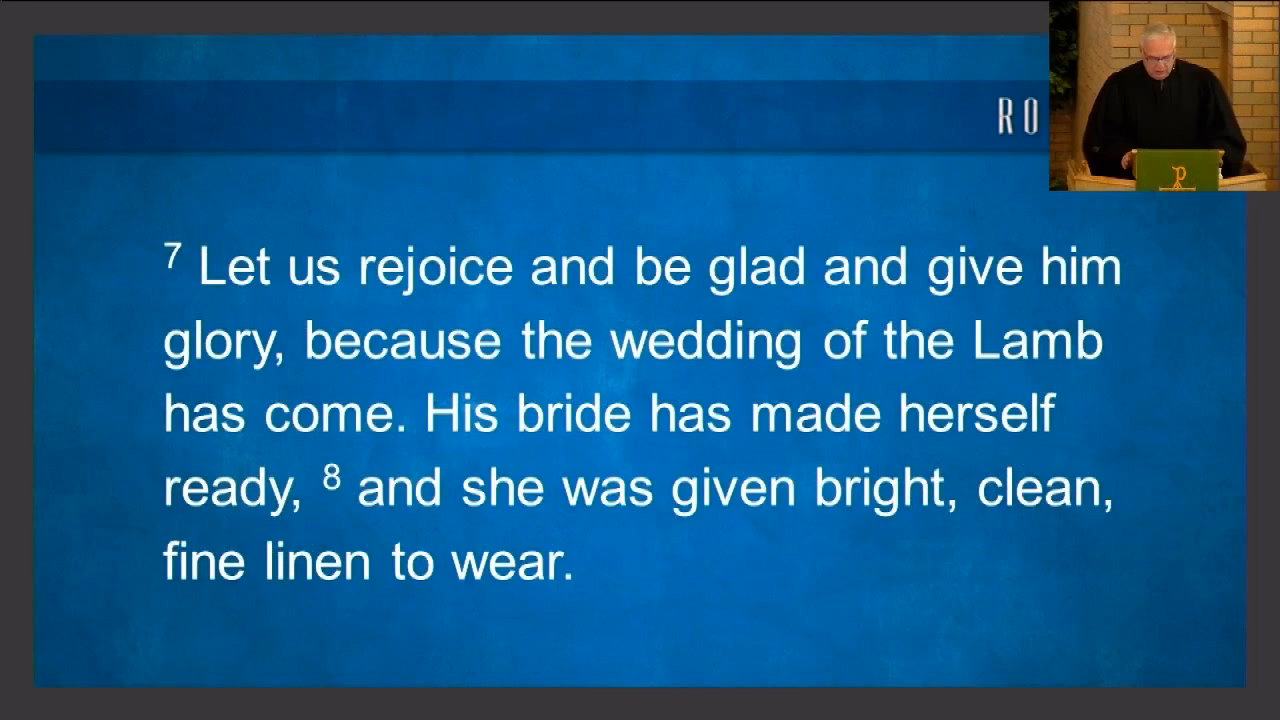 RO
⁷ Let us rejoice and be glad and give him
glory, because the wedding of the Lamb
has come. His bride has made herself
ready, ⁸ and she was given bright, clean,
fine linen to wear.